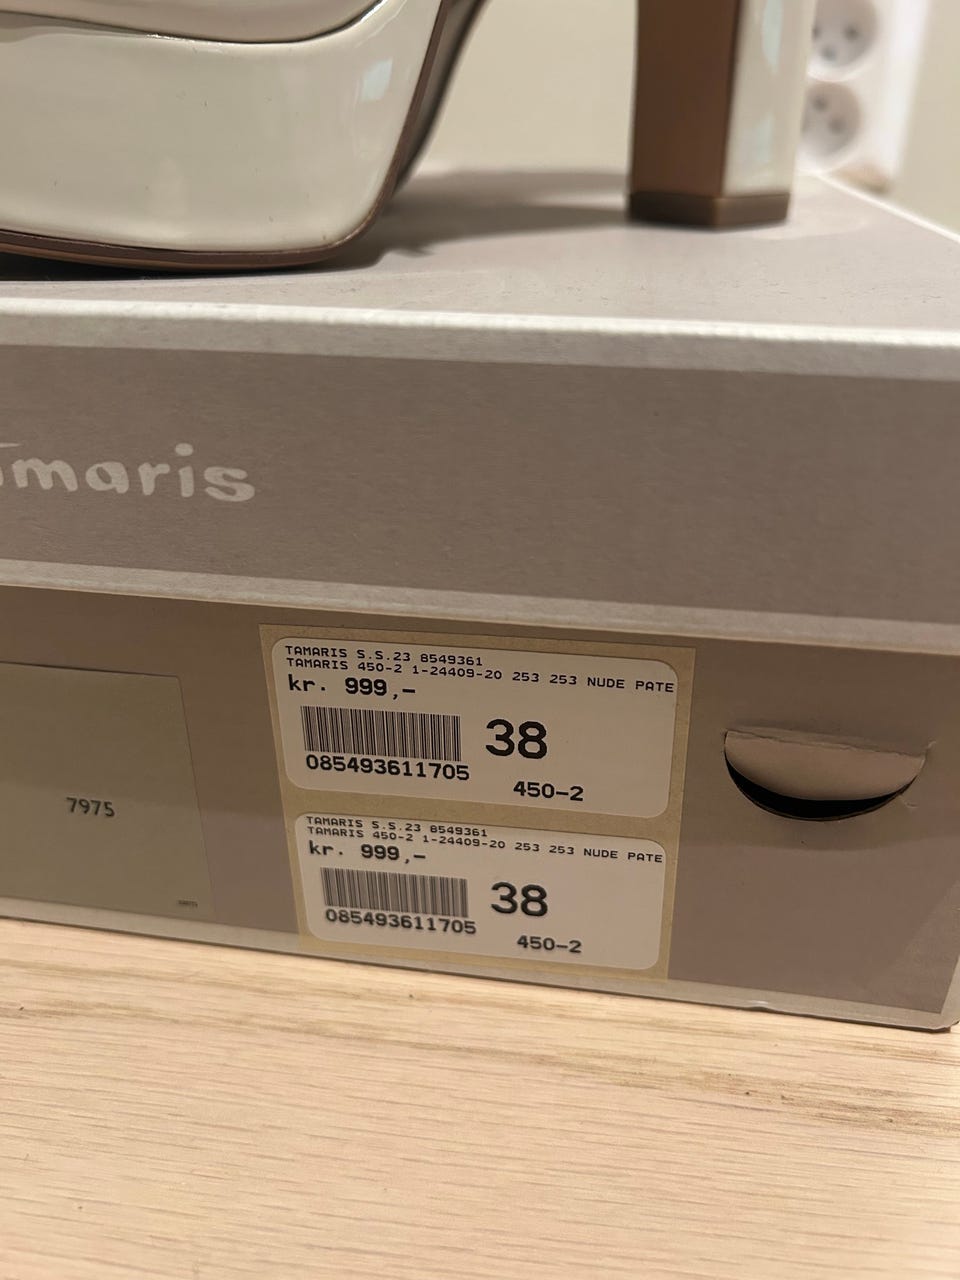 Tamaris
TAMARIS S.S.23 8549361
TAMARIS 450-2 1-24409-20 253 253 NUDE PATE
kr. 999,-
38
085493611705
450-2
7975
TAMARIS S.S.23 8549361
TAMARIS 450-2 1-24409-20 253 253 NUDE PATE
kr. 999,-
38
085493611705
450-2